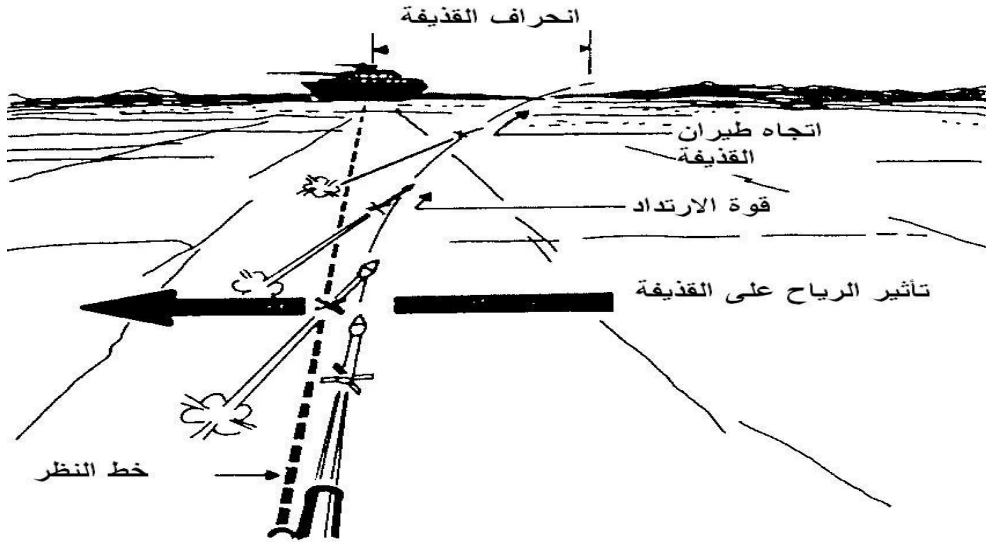 انحراف القذيفة
اتجاه طيران
القذيفة
قوة الارتداد
تأثير الرياح على القذيفة
خط النظر